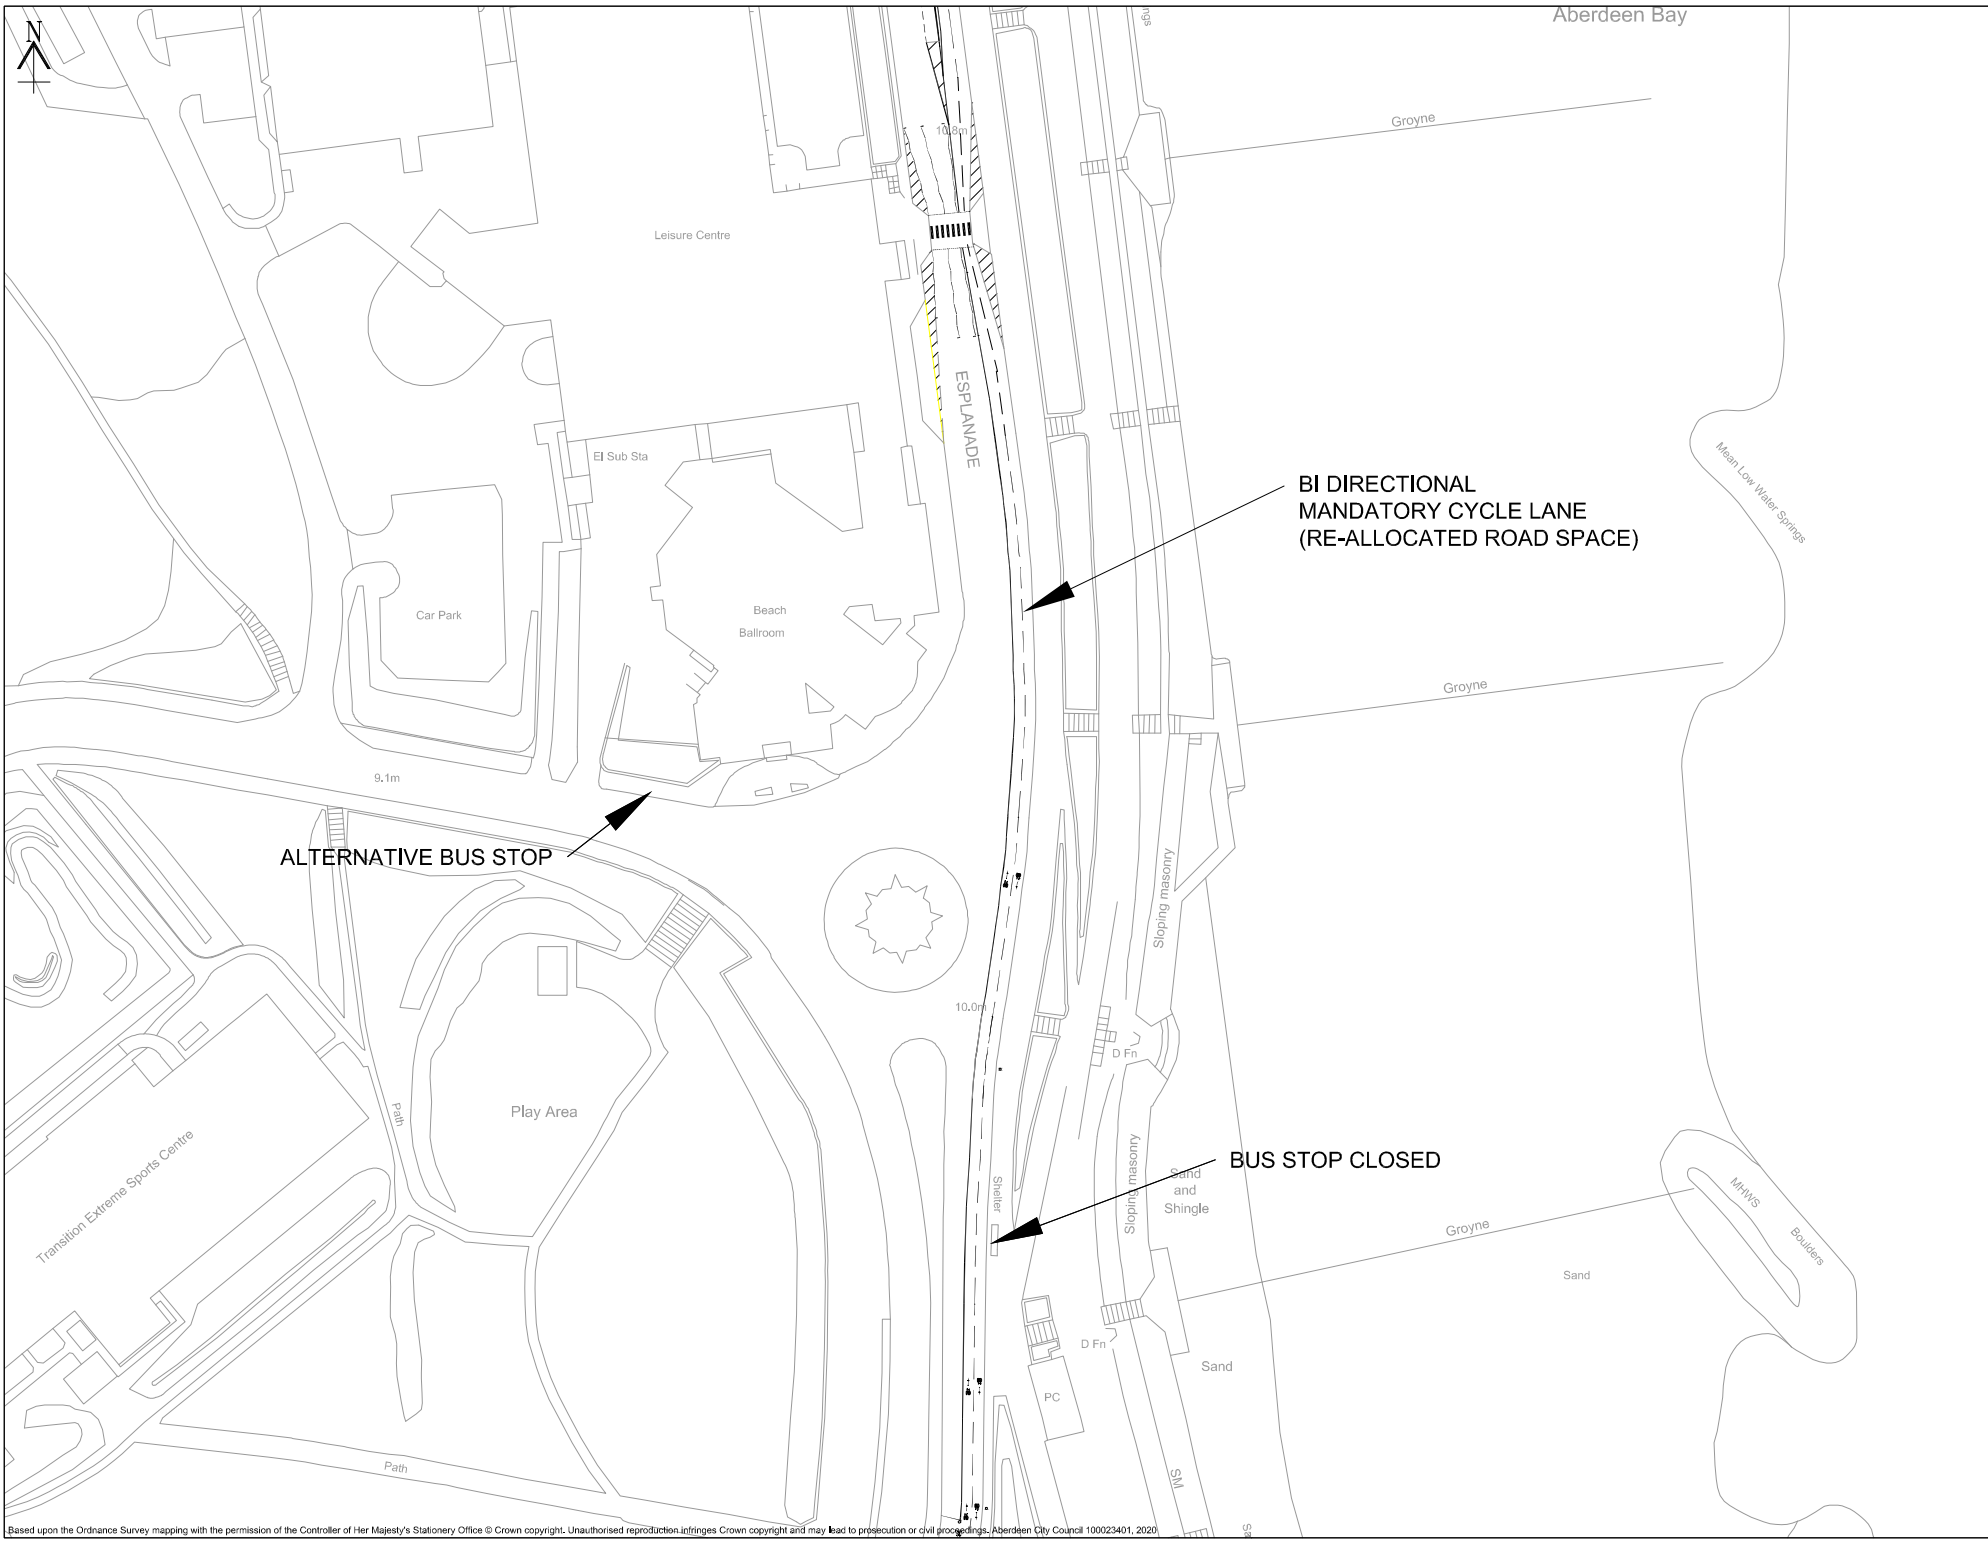 Aberdeen Bay
N
ngs
Groyne
10.8m
Leisure Centre
ESPLANADE
El Sub Sta
BI DIRECTIONAL
MANDATORY CYCLE LANE
(RE-ALLOCATED ROAD SPACE)
Mean Low Water Springs
Car Park
Beach
Ballroom
Groyne
9.1m
ALTERNATIVE BUS STOP
Sloping masonry
10.0m
D Fn
Path
Play Area
Transition Extreme Sports Centre
Shelter
Sloping masonry
BUS STOP CLOSED
Sand
and
Shingle
MHWS
Boulders
Groyne
Sand
D Fn
Sand
PC
Path
SM
Based upon the Ordnance Survey mapping with the permission of the Controller of Her Majesty's Stationery Office © Crown copyright. Unauthorised reproduction infringes Crown copyright and may lead to prosecution or civil proceedings. Aberdeen City Council 100023401, 2020